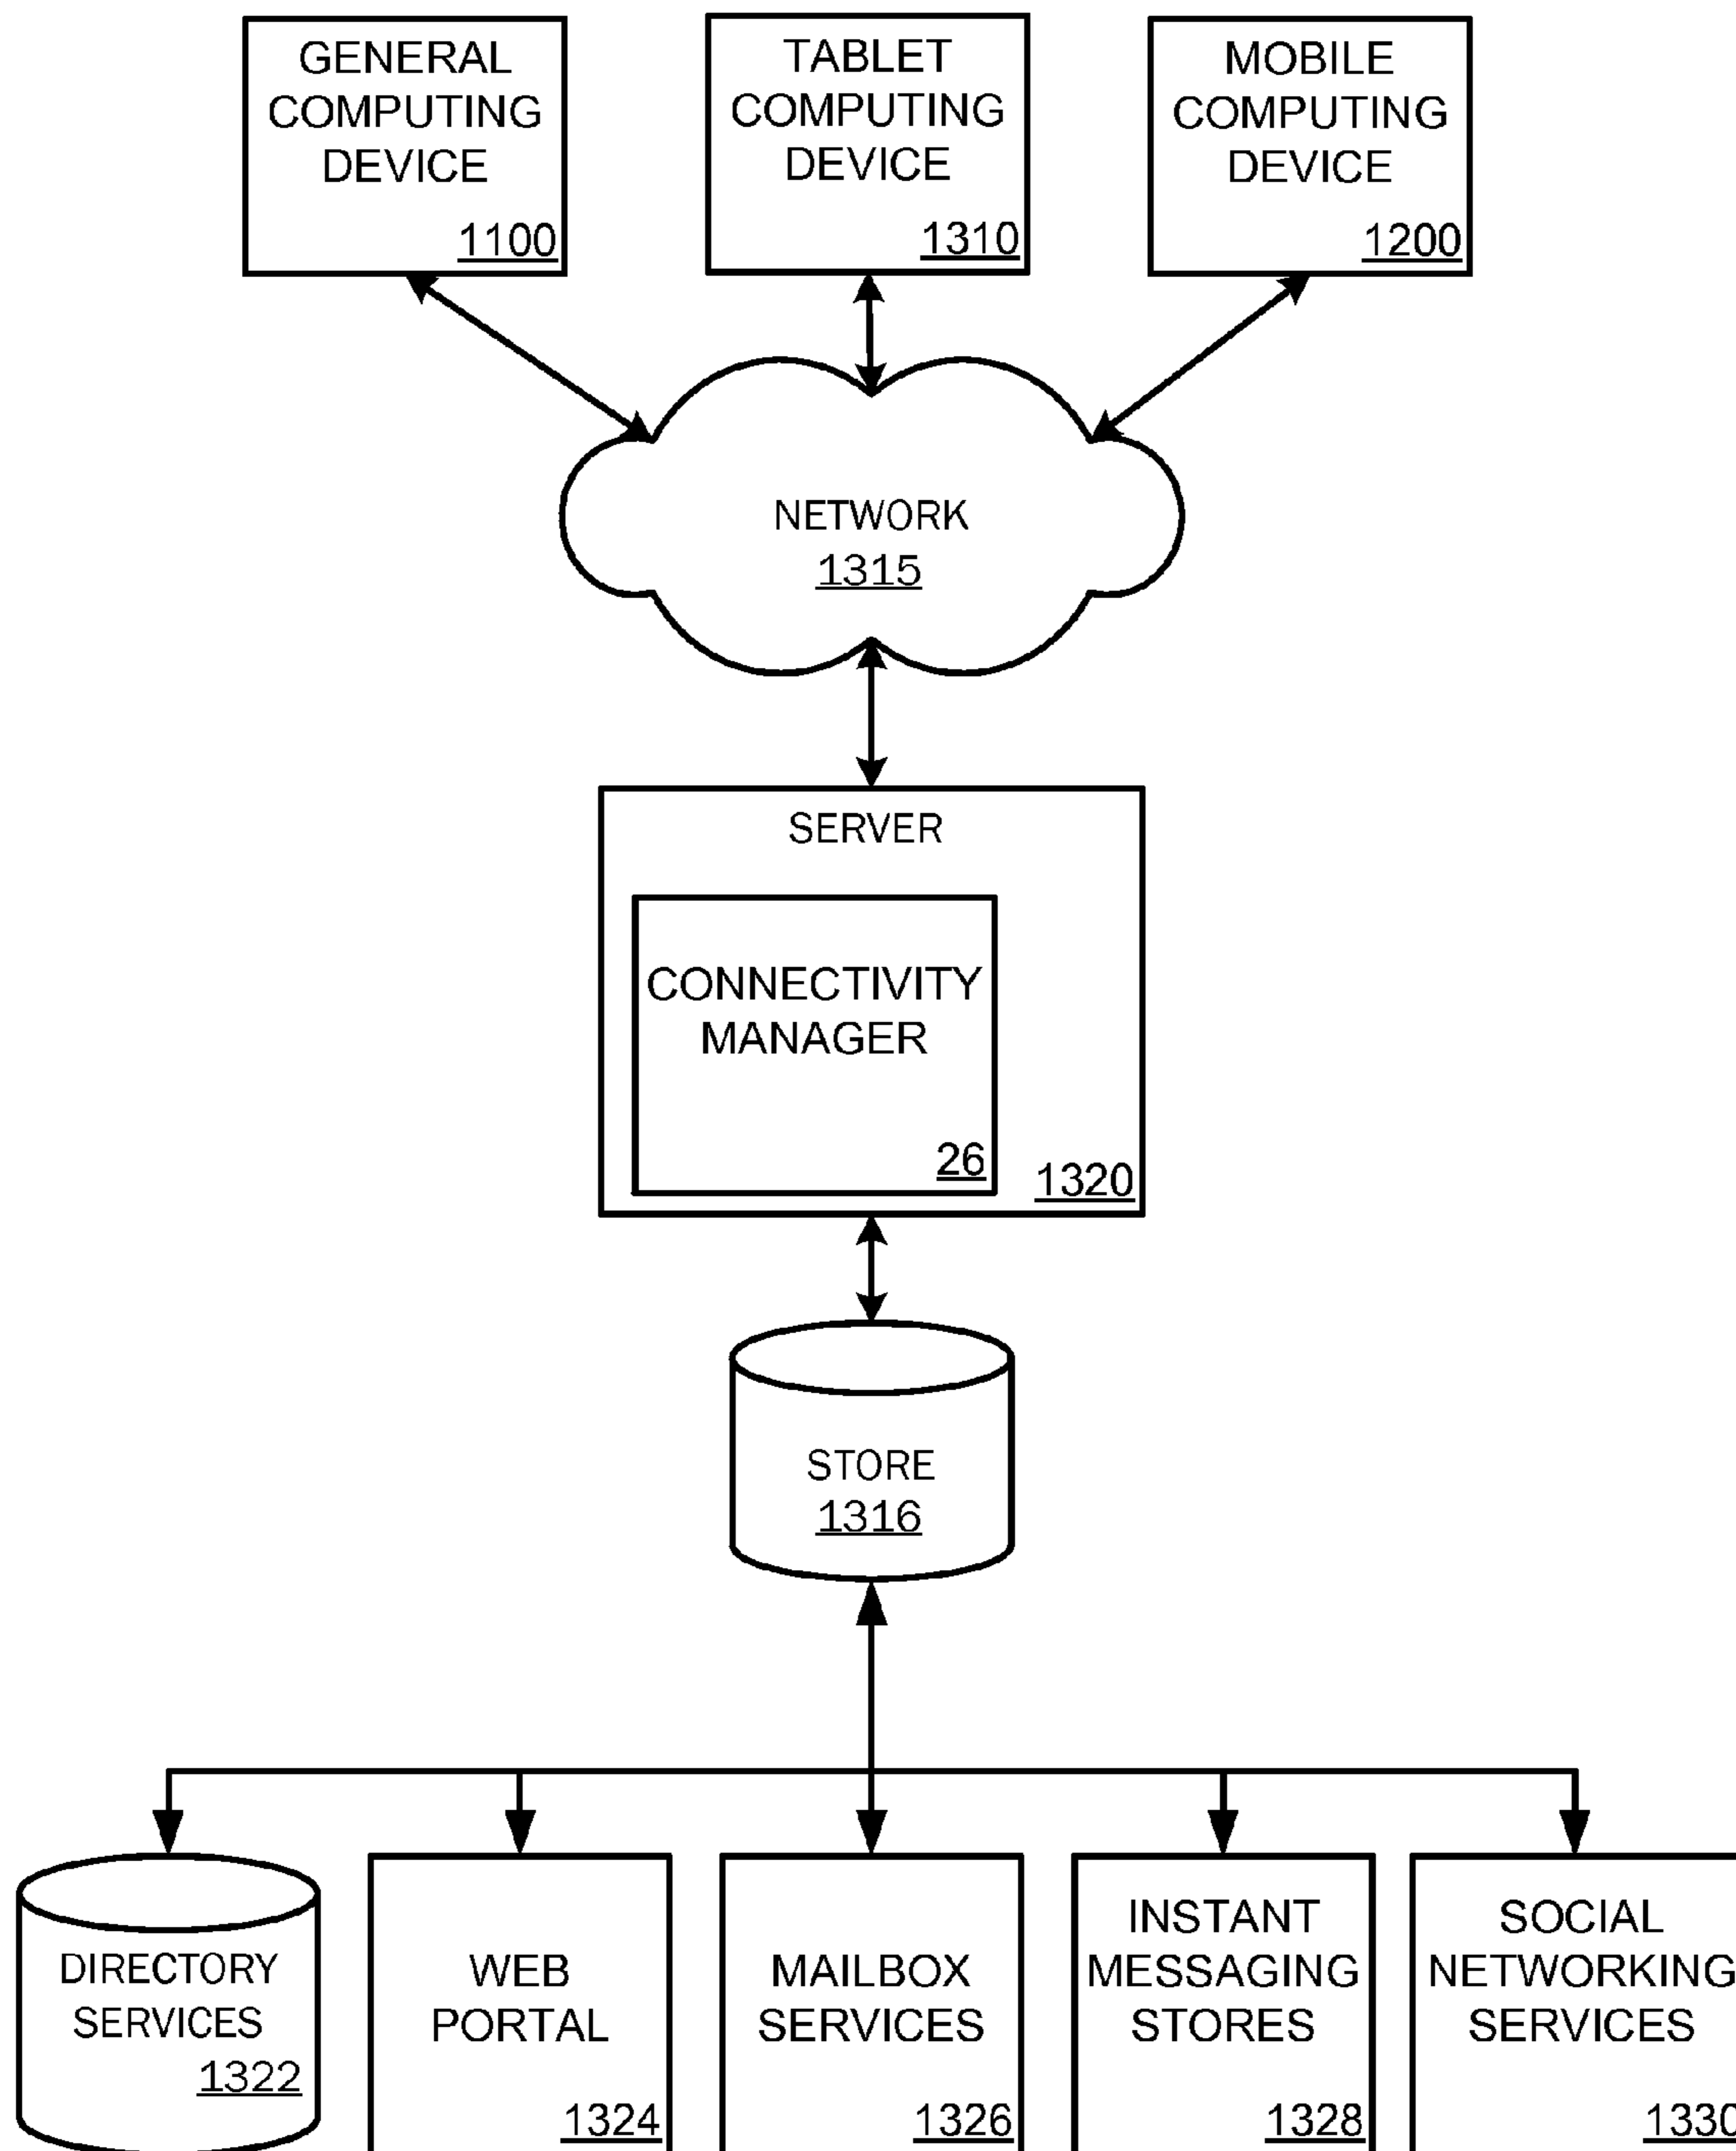 GENERAL
COMPUTING
DEVICE
1100
TABLET
COMPUTING
DEVICE
1310
MOBILE
COMPUTING
DEVICE
1200
NETWORK
1315
SERVER
CONNECTIVITY
MANAGER
26
1320
STORE
1316
DIRECTORY
SERVICES
1322
WEB
PORTAL
1324
MAILBOX
SERVICES
1326
INSTANT
MESSAGING
STORES
1328
SOCIAL
NETWORKING
SERVICES
1330